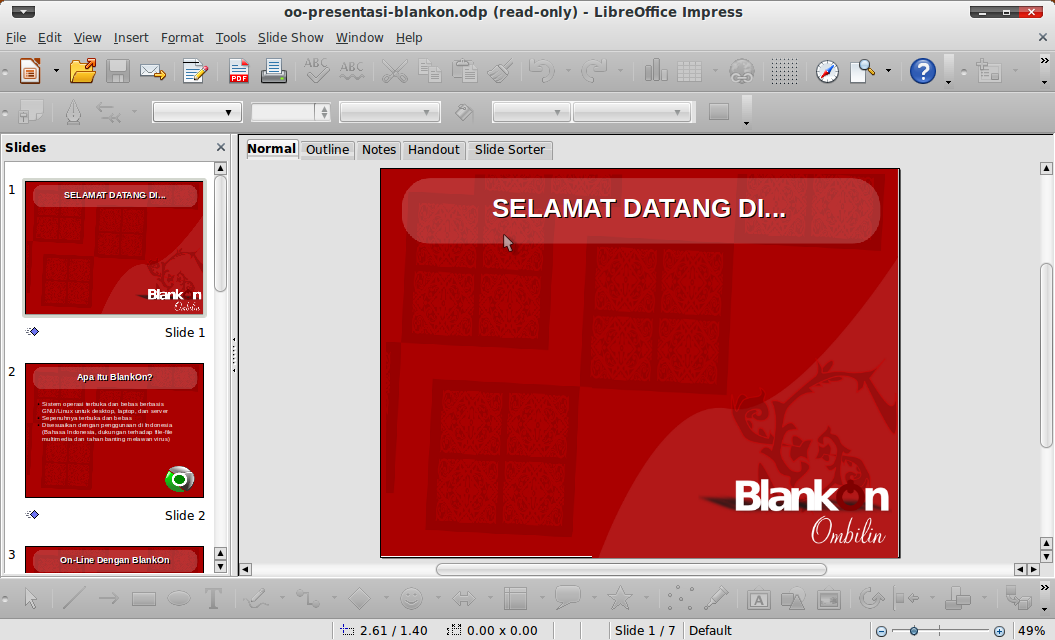 oo-presentasi-blankon.odp (read-only) - LibreOffice Impress
File Edit View Insert Format Tools Slide Show Window Help
PDF ABC ABC
Slides
Normal Outline Notes Handout Slide Sorter
1
SELAMAT DATANG DI...
BlankOn
Ombilin
Slide 1
2
Apa Itu BlankOn?
Sistem operasi terbuka dan bebas berbasis
GNU/Linux untuk desktop, laptop, dan server
Sepenuhnya terbuka dan bebas
Disesuaikan dengan penggunaan di Indonesia
(Bahasa Indonesia, dukungan terhadap file-file
multimedia dan tahan banting melawan virus)
Slide 2
3
On-Line Dengan BlankOn
SELAMAT DATANG DI...
BlankOn
Ombilin
2.61 / 1.40 0.00 x 0.00 Slide 1 / 7 Default 49%